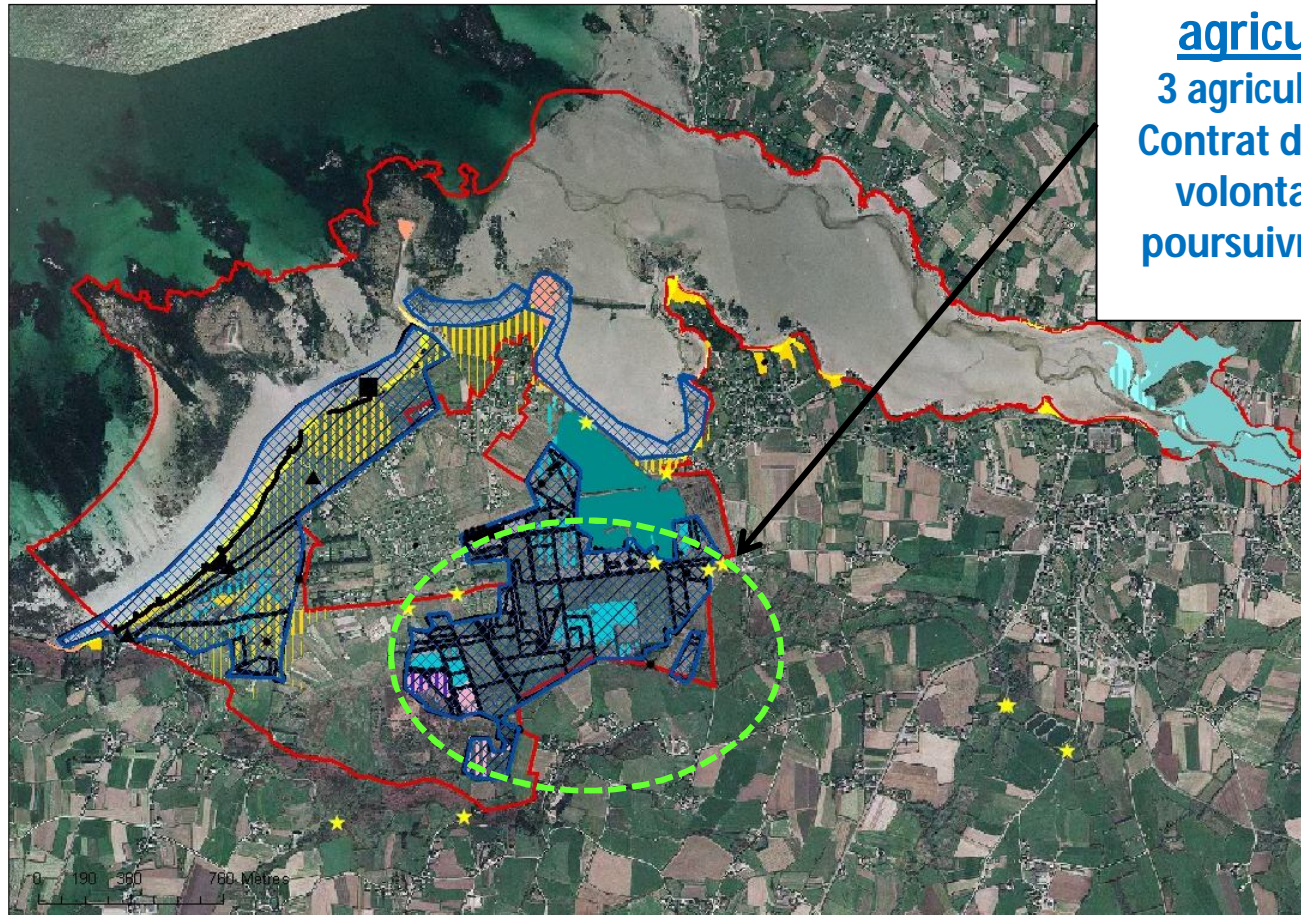 agricu
3 agricul
Contrat d
volonta
poursuivr
0 190 380 760 Mètres